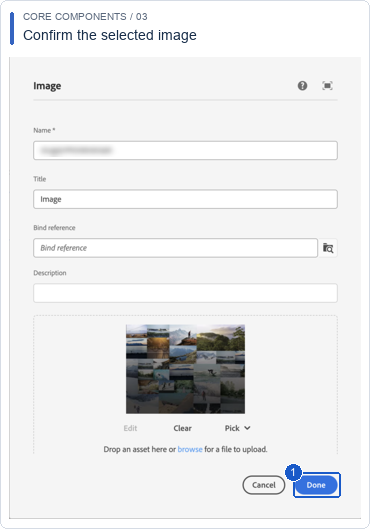 CORE COMPONENTS / 03
Confirm the selected image
Image
Name *
Title
Image
Bind reference
Bind reference
Description
Edit
Clear
Pick
Drop an asset here or browse for a file to upload.
1
Cancel
Done